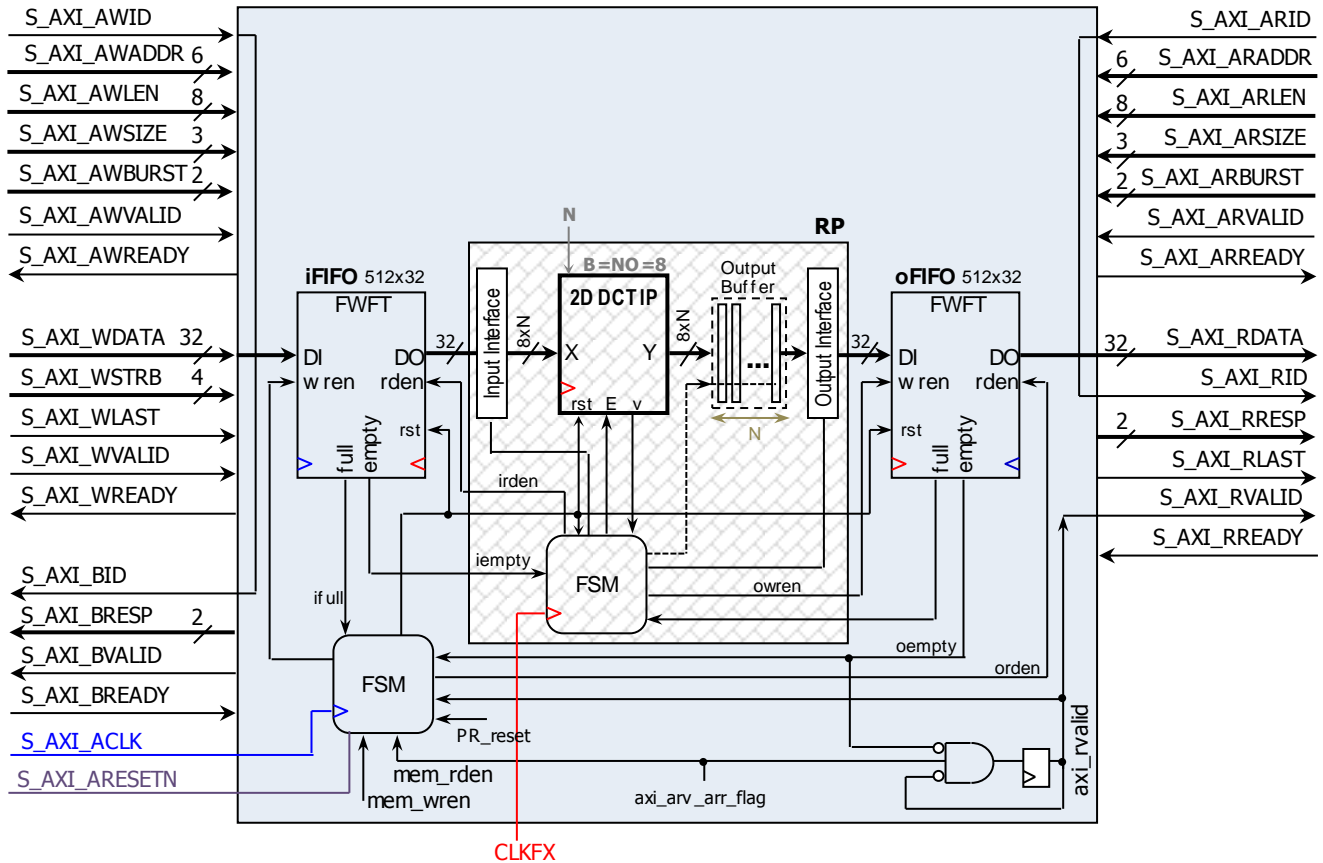 S_AXI_AWID
S_AXI_AWADDR 6
S_AXI_AWLEN 8
S_AXI_AWSIZE 3
S_AXI_AWBURST 2
S_AXI_AWVALID
S_AXI_AWREADY
S_AXI_WDATA 32
S_AXI_WSTRB 4
S_AXI_WLAST
S_AXI_WVALID
S_AXI_WREADY
S_AXI_BID
S_AXI_BRESP 2
S_AXI_BVALID
S_AXI_BREADY
S_AXI_ACLK
S_AXI_ARESETN
iFIFO 512x32
FWFT
DI
DO
wren
rden
rst
full
empty
32
ifull
irden
iempty
FSM
PR_reset
mem_rden
mem_wren
CLKFX
RP
N
B=NO=8
Input Interface
8xN
2D DCT IP
X
Y
rst
E
v
8xN
Output
Buffer
...
N
Output Interface
FSM
owren
32
oFIFO 512x32
FWFT
DI
DO
wren
rden
rst
full
empty
oempty
orden
axi_arv_arr_flag
axi_rvalid
S_AXI_ARID
6 S_AXI_ARADDR
8 S_AXI_ARLEN
3 S_AXI_ARSIZE
2 S_AXI_ARBURST
S_AXI_ARVALID
S_AXI_ARREADY
32 S_AXI_RDATA
S_AXI_RID
2 S_AXI_RRESP
S_AXI_RLAST
S_AXI_RVALID
S_AXI_RREADY